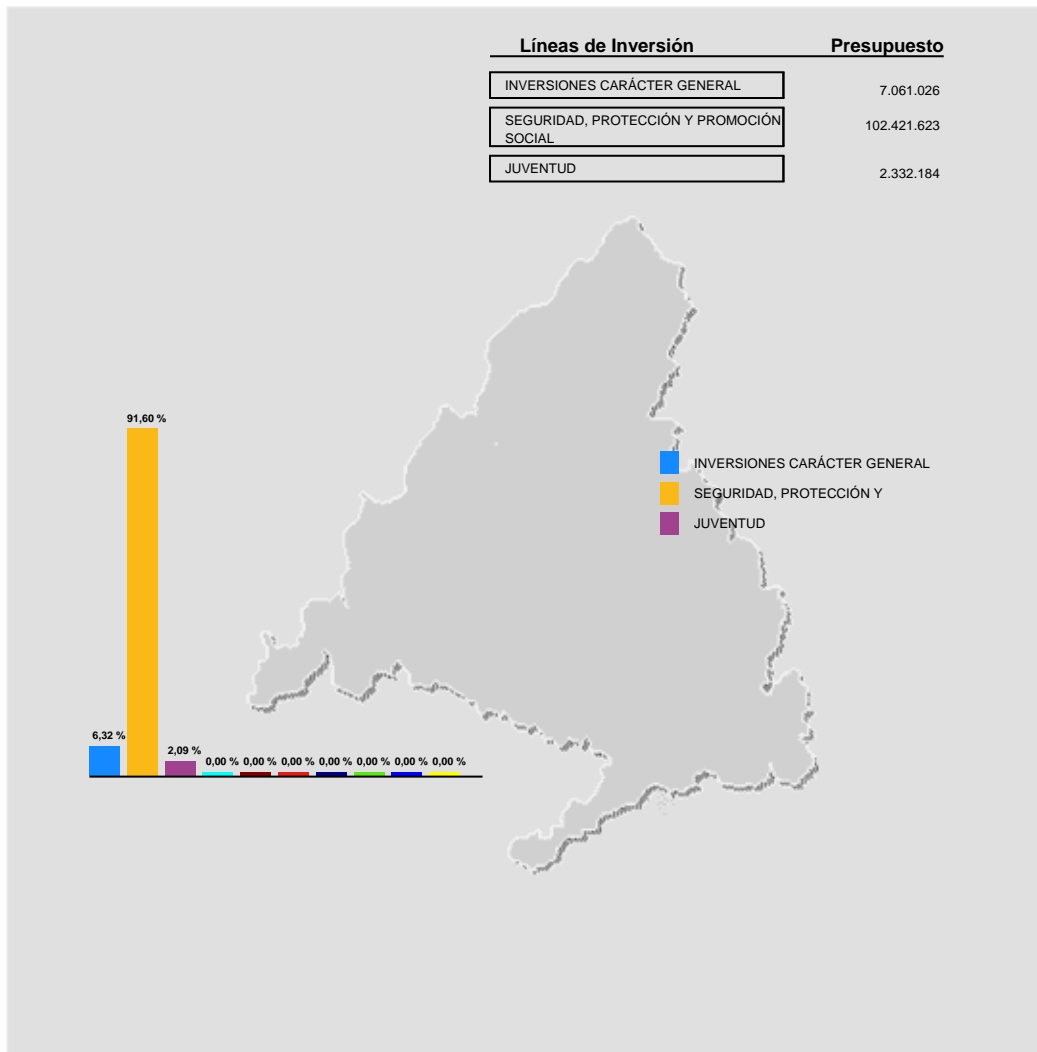 Líneas de Inversión Presupuesto
INVERSIONES CARÁCTER GENERAL 7.061.026
SEGURIDAD, PROTECCIÓN Y PROMOCIÓN SOCIAL 102.421.623
JUVENTUD 2.332.184
91,60 %
INVERSIONES CARÁCTER GENERAL
SEGURIDAD, PROTECCIÓN Y
JUVENTUD
6,32 %
2,09 %
0,00 % 0,00 % 0,00 % 0,00 % 0,00 % 0,00 % 0,00 %